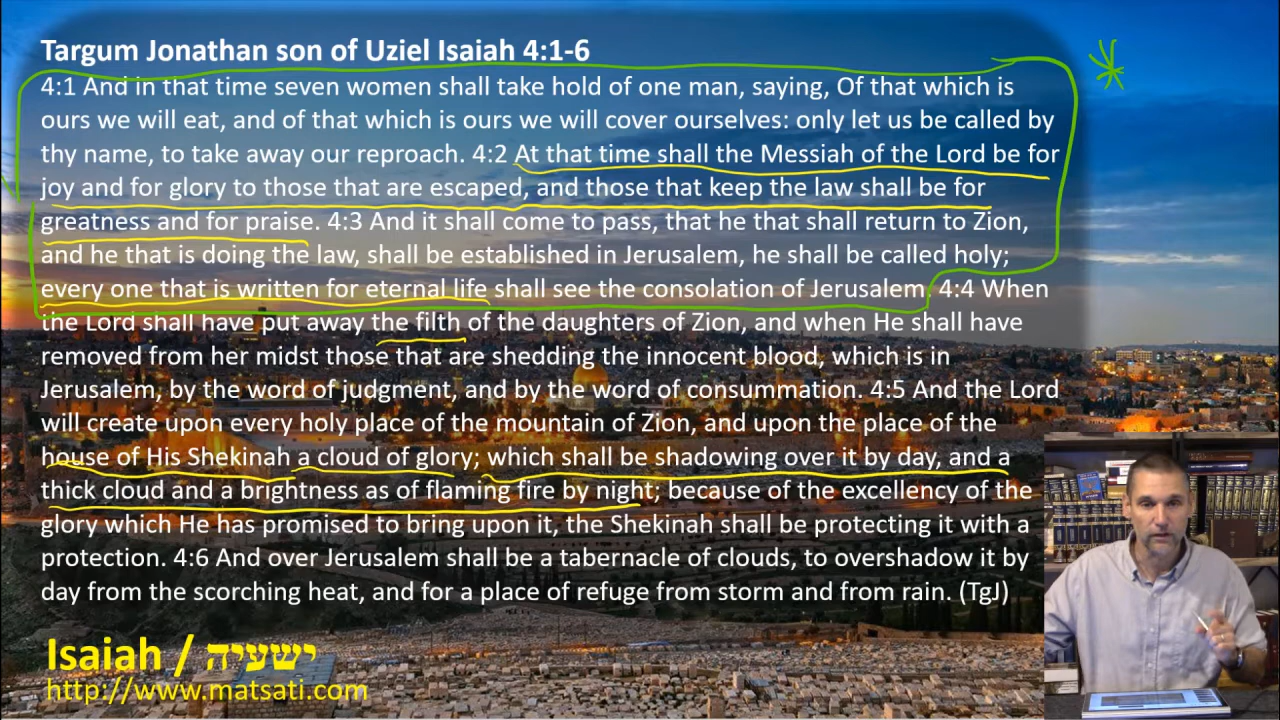 Targum Jonathan son of Uziel Isaiah 4:1-6
4:1 And in that time seven women shall take hold of one man, saying, Of that which is
ours we will eat, and of that which is ours we will cover ourselves: only let us be called by
thy name, to take away our reproach. 4:2 At that time shall the Messiah of the Lord be for
joy and for glory to those that are escaped, and those that keep the law shall be for
greatness and for praise. 4:3 And it shall come to pass, that he that shall return to Zion,
and he that is doing the law, shall be established in Jerusalem, he shall be called holy;
every one that is written for eternal life shall see the consolation of Jerusalem. 4:4 When
the Lord shall have put away the filth of the daughters of Zion, and when He shall have
removed from her midst those that are shedding the innocent blood, which is in
Jerusalem, by the word of judgment, and by the word of consummation. 4:5 And the Lord
will create upon every holy place of the mountain of Zion, and upon the place of the
house of His Shekinah a cloud of glory; which shall be shadowing over it by day, and a
thick cloud and a brightness as of flaming fire by night; because of the excellency of the
glory which He has promised to bring upon it, the Shekinah shall be protecting it with a
protection. 4:6 And over Jerusalem shall be a tabernacle of clouds, to overshadow it by
day from the scorching heat, and for a place of refuge from storm and from rain. (TgJ)
Isaiah / ישעיה
http://www.matsati.com